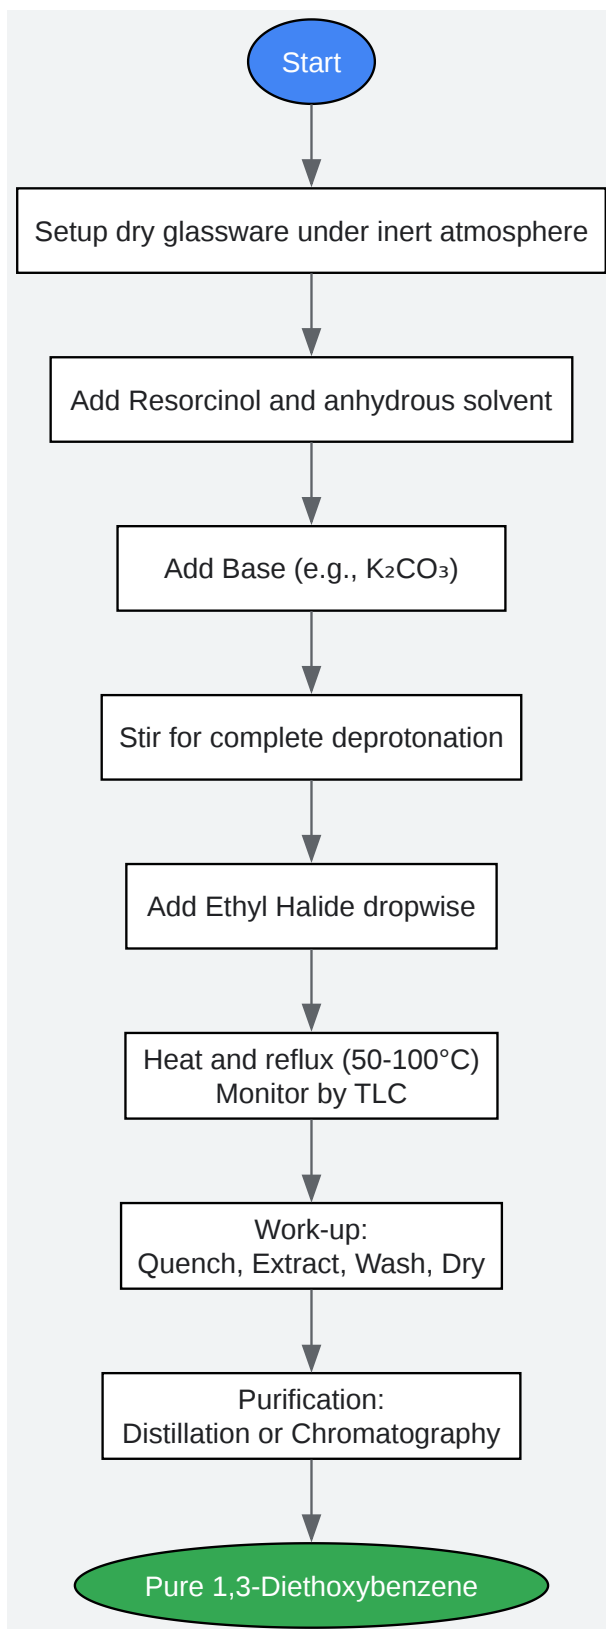 Start
Setup dry glassware under inert atmosphere
Add Resorcinol and anhydrous solvent
Add Base (e.g., K₂CO₃)
Stir for complete deprotonation
Add Ethyl Halide dropwise
Heat and reflux (50-100°C)
Monitor by TLC
Work-up:
Quench, Extract, Wash, Dry
Purification:
Distillation or Chromatography
Pure 1,3-Diethoxybenzene